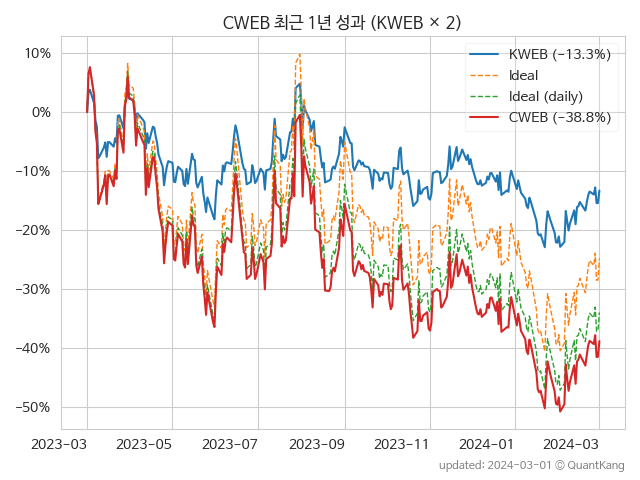 CWEB 최근 1년 성과 (KWEB × 2)
KWEB (−13.3%)
Ideal
Ideal (daily)
CWEB (−38.8%)
10%
0%
−10%
−20%
−30%
−40%
−50%
2023-03
2023-05
2023-07
2023-09
2023-11
2024-01
2024-03
updated: 2024-03-01 © QuantKang